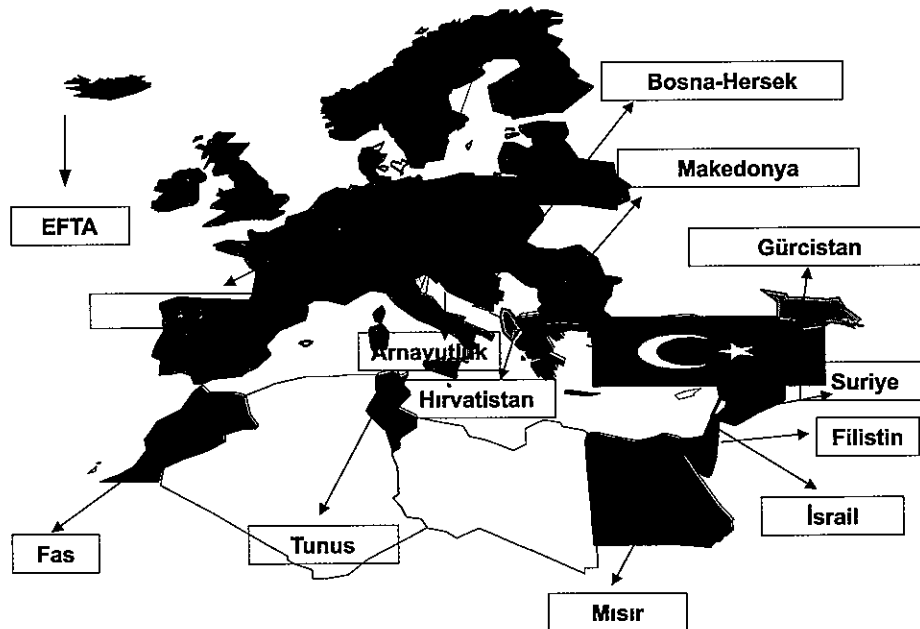 Bosna-Hersek
Makedonya
EFTA
Gürcistan
Arnavutluk
Suriye
Hırvatistan
Filistin
İsrail
Tunus
Fas
Mısır